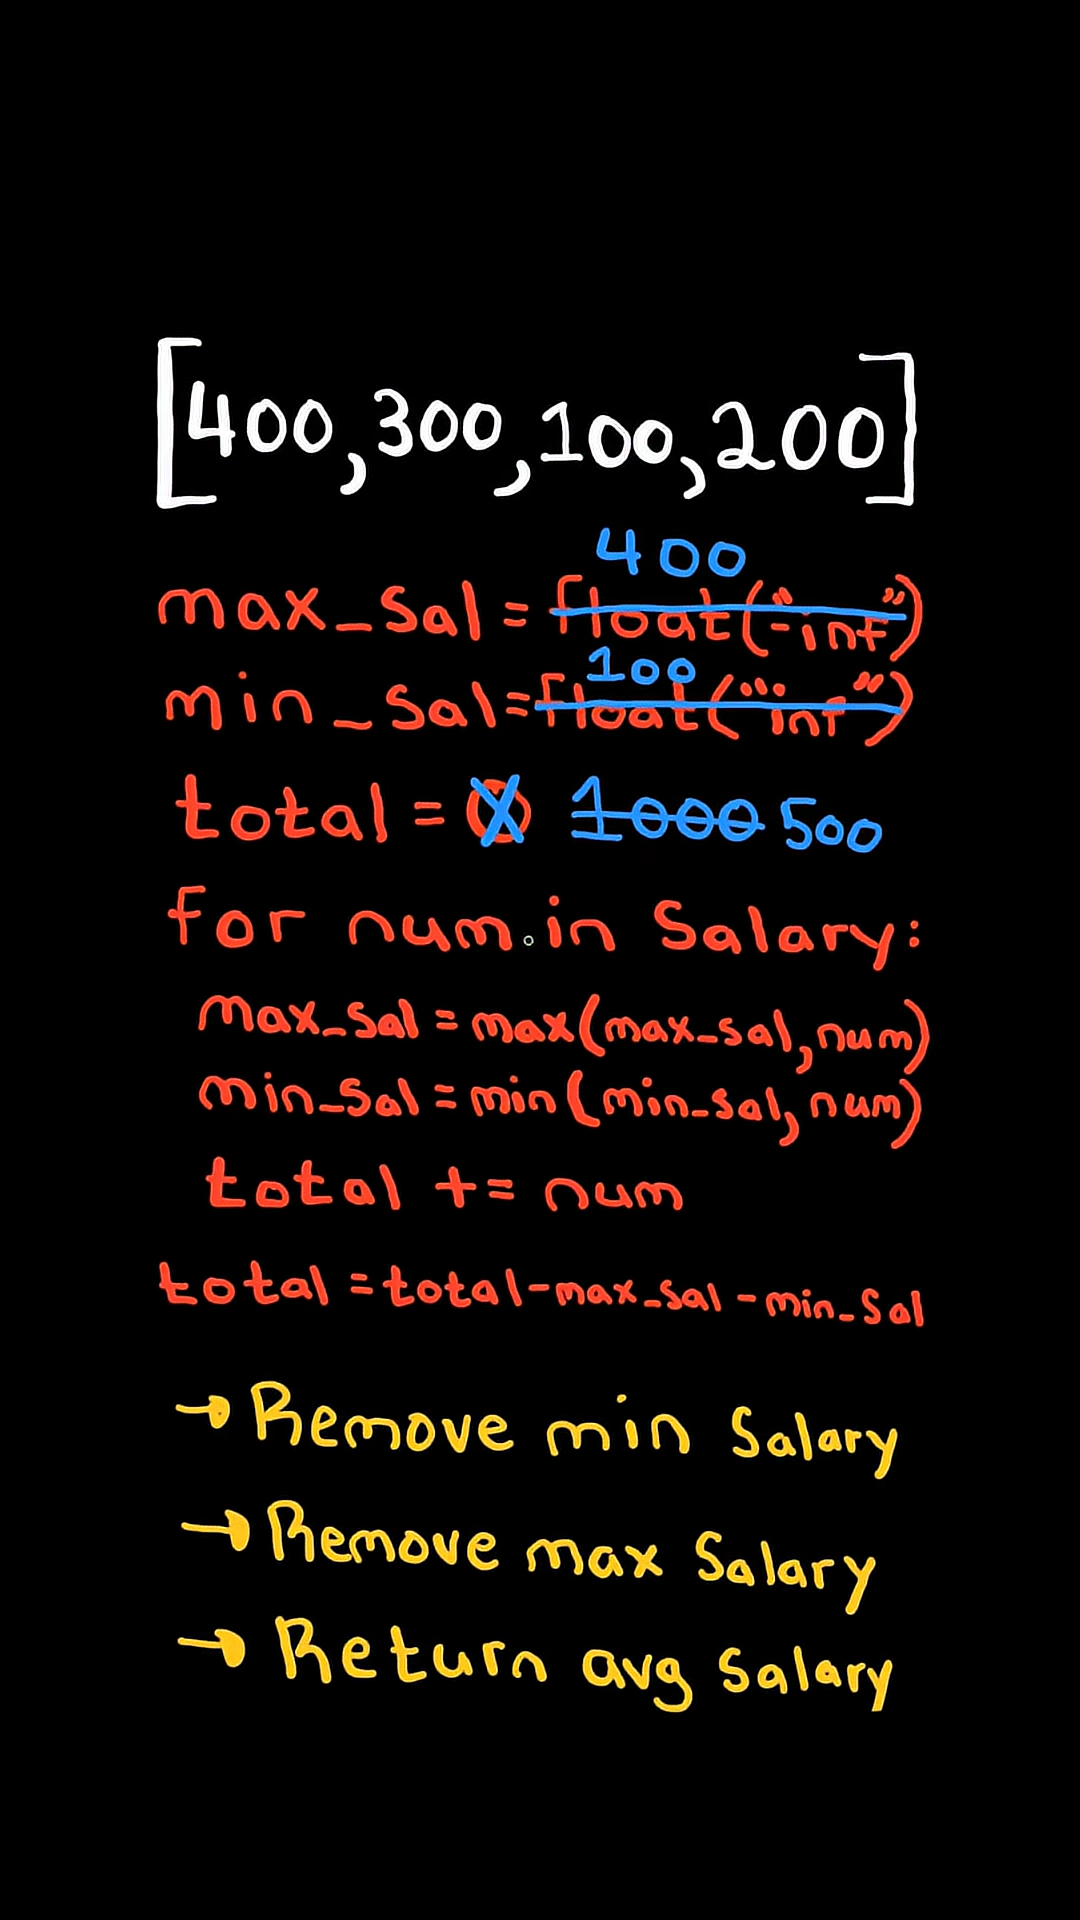 [400,300,100,200]
400
max_sal = float("-inf")
100
min_sal=float("inf")
total = 0 1000 500
for num in Salary:
max_sal = max(max_sal,num)
min_sal = min(min_sal,num)
total += num
total = total-max_sal-min_sal
→ Remove min Salary
→ Remove max Salary
→ Return avg Salary